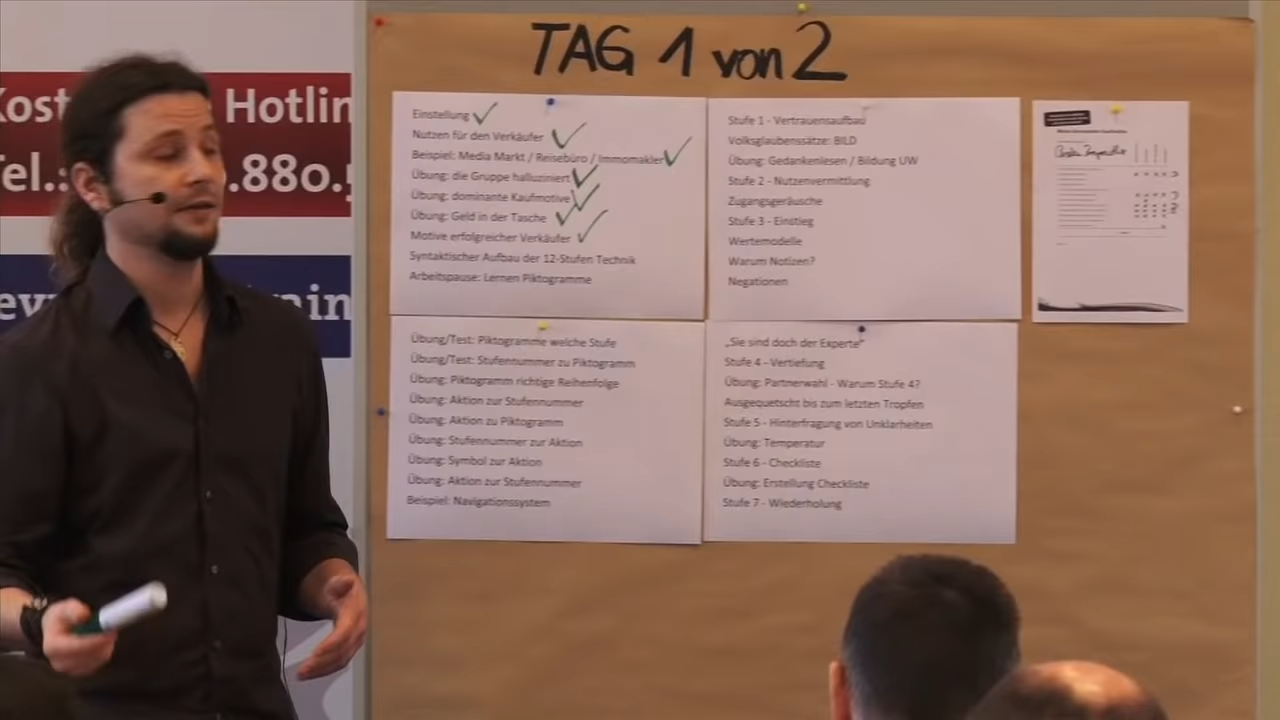 TAG 1 von 2
Kost Hotlin
Tel.: .880.
Einstellung
Nutzen für den Verkäufer
Beispiel: Media Markt / Reisebüro / Immomakler
Übung: die Gruppe halluziniert
Übung: dominante Kaufmotive
Übung: Geld in der Tasche
Motive erfolgreicher Verkäufer
Syntaktischer Aufbau der 12-Stufen Technik
Arbeitspause: Lernen Piktogramme
Stufe 1 - Vertrauensaufbau
Volksglaubenssätze: BILD
Übung: Gedankenlesen / Bildung UW
Stufe 2 - Nutzenvermittlung
Zugangsgeräusche
Stufe 3 - Einstieg
Wertemodelle
Warum Notizen?
Negationen
Übung/Test: Piktogramme welche Stufe
Übung/Test: Stufennummer zu Piktogramm
Übung: Piktogramm richtige Reihenfolge
Übung: Aktion zur Stufennummer
Übung: Aktion zu Piktogramm
Übung: Stufennummer zur Aktion
Übung: Symbol zur Aktion
Übung: Aktion zur Stufennummer
Beispiel: Navigationssystem
„Sie sind doch der Experte"
Stufe 4 - Vertiefung
Übung: Partnerwahl - Warum Stufe 4?
Ausgequetscht bis zum letzten Tropfen
Stufe 5 - Hinterfragung von Unklarheiten
Übung: Temperatur
Stufe 6 - Checkliste
Übung: Erstellung Checkliste
Stufe 7 - Wiederholung